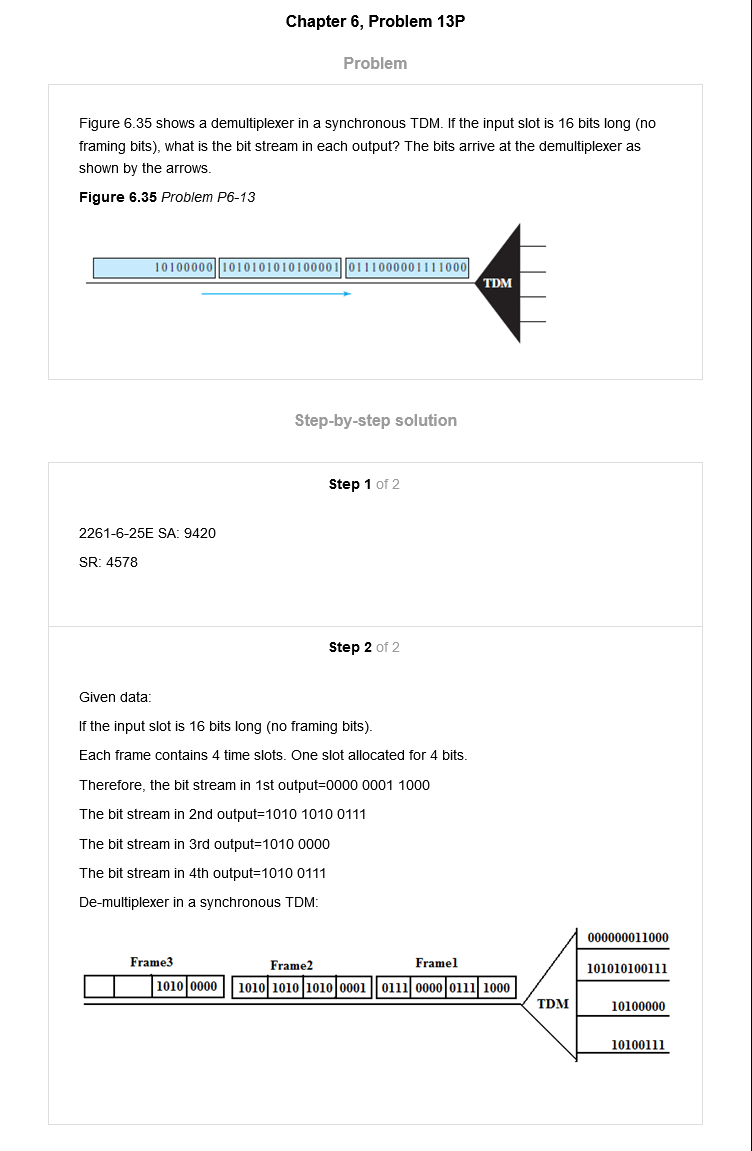 Chapter 6, Problem 13P
Problem
Figure 6.35 shows a demultiplexer in a synchronous TDM. If the input slot is 16 bits long (no
framing bits), what is the bit stream in each output? The bits arrive at the demultiplexer as
shown by the arrows.
Figure 6.35 Problem P6-13
10100000 1010101010100001 0111000001111000
TDM
Step-by-step solution
Step 1 of 2
2261-6-25E SA: 9420
SR: 4578
Step 2 of 2
Given data:
If the input slot is 16 bits long (no framing bits).
Each frame contains 4 time slots. One slot allocated for 4 bits.
Therefore, the bit stream in 1st output=0000 0001 1000
The bit stream in 2nd output=1010 1010 0111
The bit stream in 3rd output=1010 0000
The bit stream in 4th output=1010 0111
De-multiplexer in a synchronous TDM:
Frame3 Frame2 Frame1
1010 0000 1010 1010 1010 0001 0111 0000 0111 1000
TDM
000000011000
101010100111
10100000
10100111